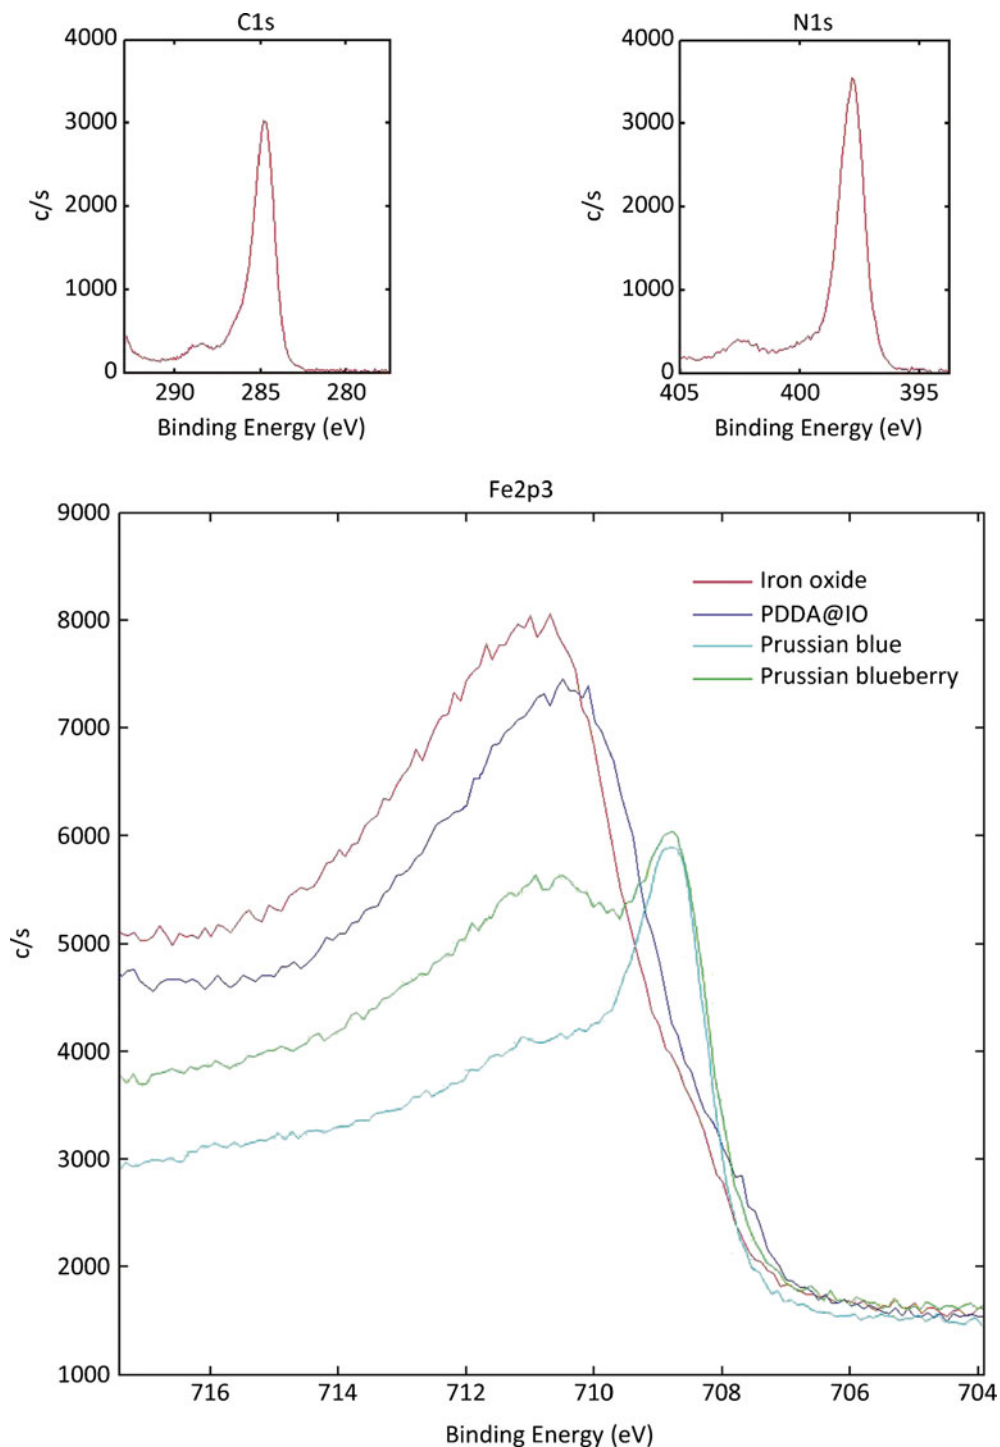 C1s
4000
3000
2000
1000
0
c/s
290 285 280
Binding Energy (eV)
N1s
4000
3000
2000
1000
0
c/s
405 400 395
Binding Energy (eV)
Fe2p3
9000
8000
7000
6000
5000
4000
3000
2000
1000
c/s
Iron oxide
PDDA@IO
Prussian blue
Prussian blueberry
716 714 712 710 708 706 704
Binding Energy (eV)